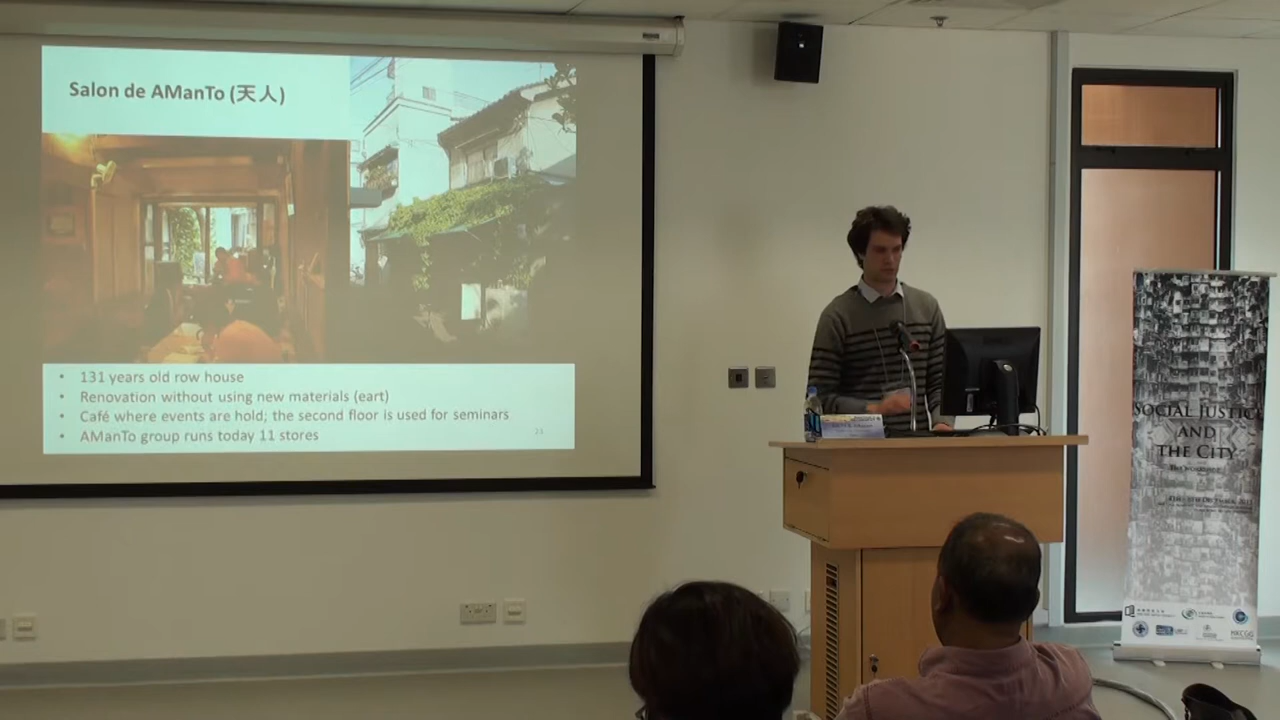 Salon de AManTo (天人)
• 131 years old row house
• Renovation without using new materials (eart)
• Café where events are hold; the second floor is used for seminars
• AManTo group runs today 11 stores
23
SOCIAL JUSTICE
AND
THE CITY
HKCGG